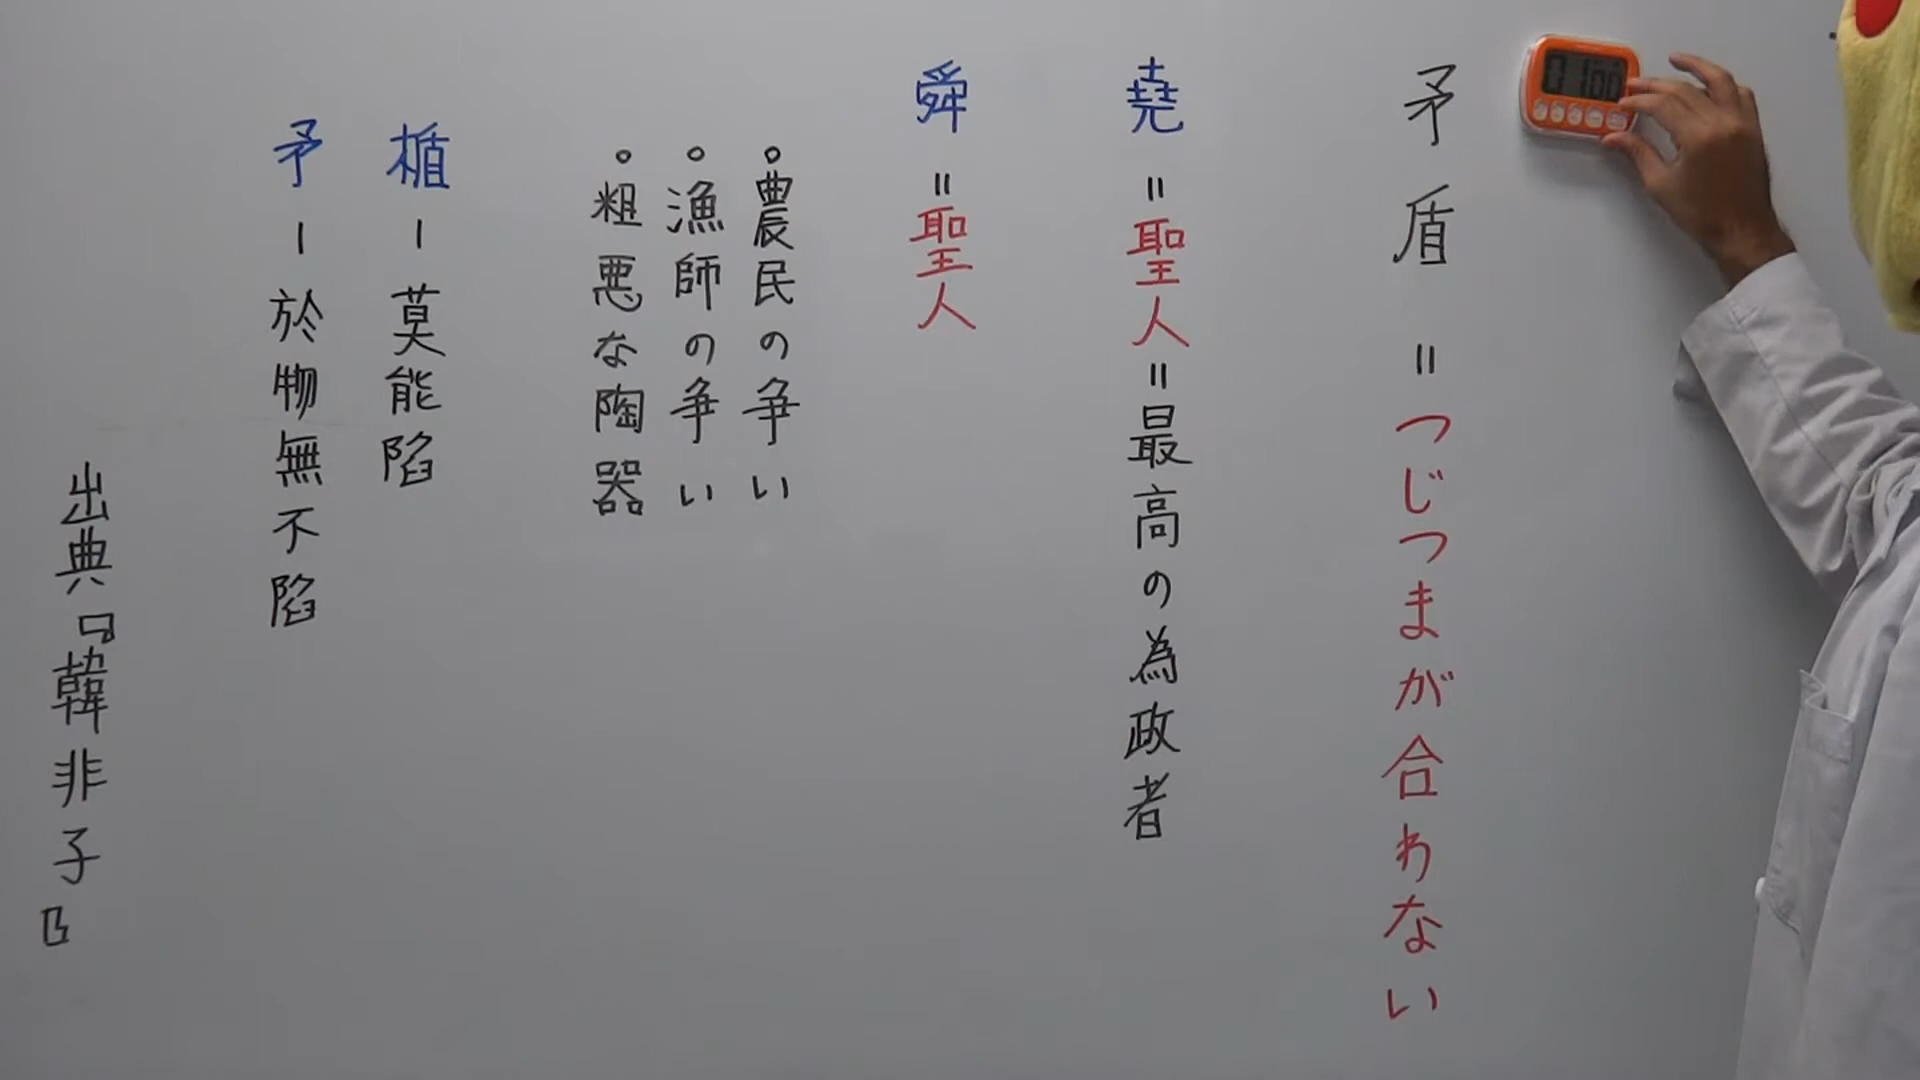 矛盾=つじつまが合わない
堯=聖人=最高の為政者
舜=聖人
。農民の争い
。漁師の争い
。粗悪な陶器
楯ー莫能陥
矛ー於物無不陥
出典『韓非子』